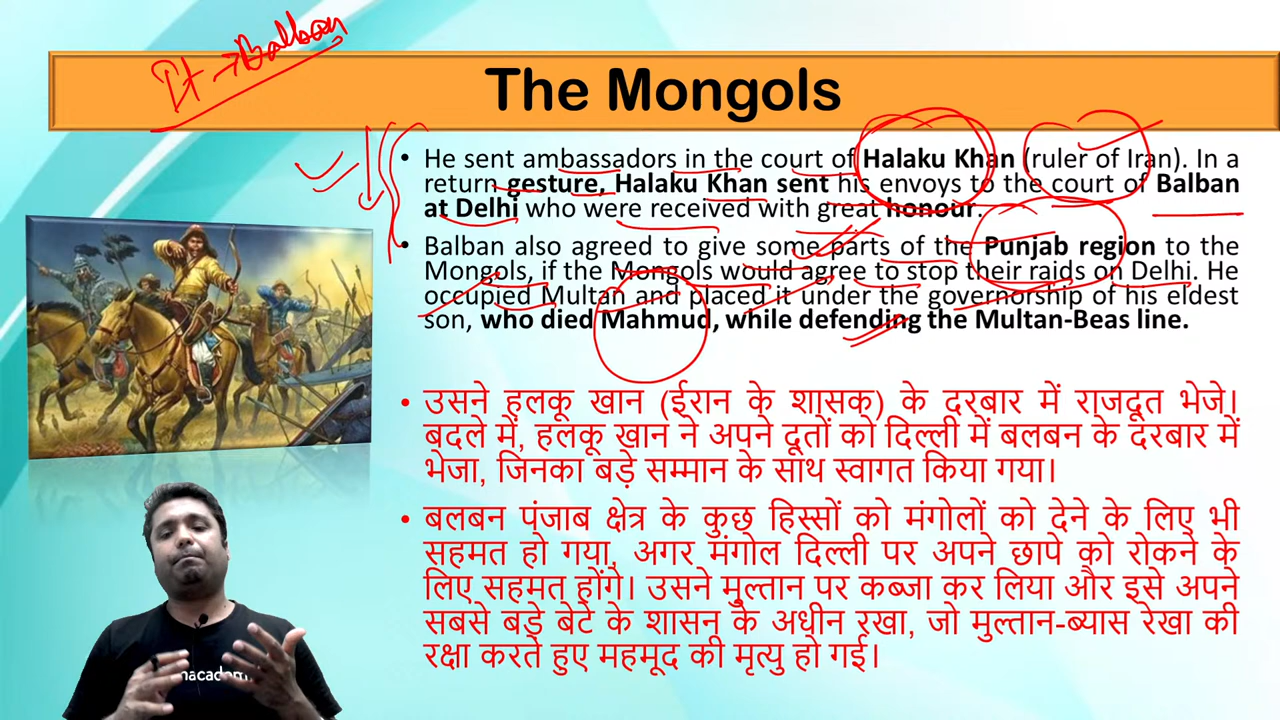 It → Balban
The Mongols
• He sent ambassadors in the court of Halaku Khan (ruler of Iran). In a
return gesture, Halaku Khan sent his envoys to the court of Balban
at Delhi who were received with great honour.
• Balban also agreed to give some parts of the Punjab region to the
Mongols, if the Mongols would agree to stop their raids on Delhi. He
occupied Multan and placed it under the governorship of his eldest
son, who died Mahmud, while defending the Multan-Beas line.
• उसने हलकू खान (ईरान के शासक) के दरबार में राजदूत भेजे।
बदले में, हलकू खान ने अपने दूतों को दिल्ली में बलबन के दरबार में
भेजा, जिनका बड़े सम्मान के साथ स्वागत किया गया।
• बलबन पंजाब क्षेत्र के कुछ हिस्सों को मंगोलों को देने के लिए भी
सहमत हो गया, अगर मंगोल दिल्ली पर अपने छापे को रोकने के
लिए सहमत होंगे। उसने मुल्तान पर कब्जा कर लिया और इसे अपने
सबसे बड़े बेटे के शासन के अधीन रखा, जो मुल्तान-ब्यास रेखा की
रक्षा करते हुए महमूद की मृत्यु हो गई।
nacadem